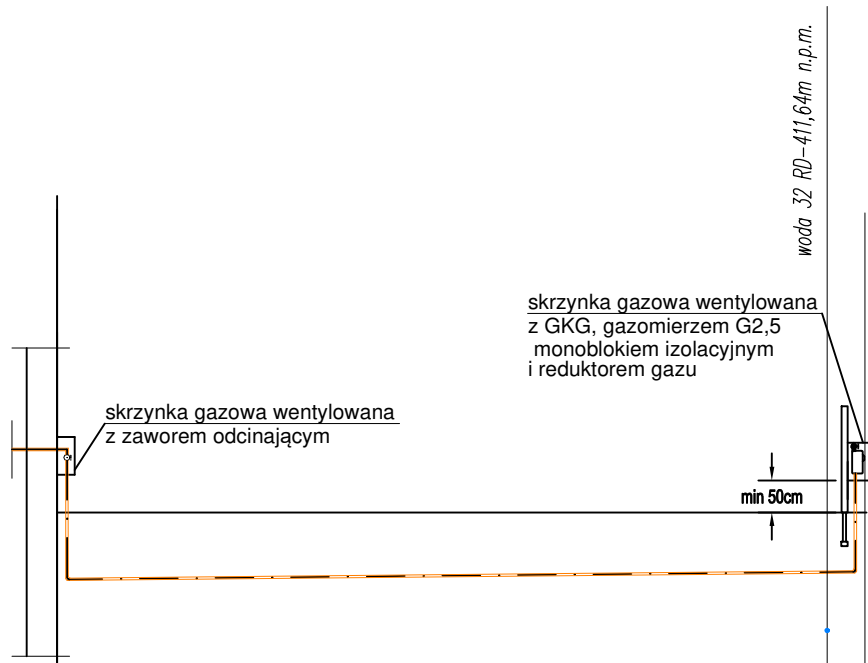 woda 32 RD-411,64m n.p.m.
skrzynka gazowa wentylowana
z GKG, gazomierzem G2,5
monoblokiem izolacyjnym
i reduktorem gazu
skrzynka gazowa wentylowana
z zaworem odcinającym
min 50cm